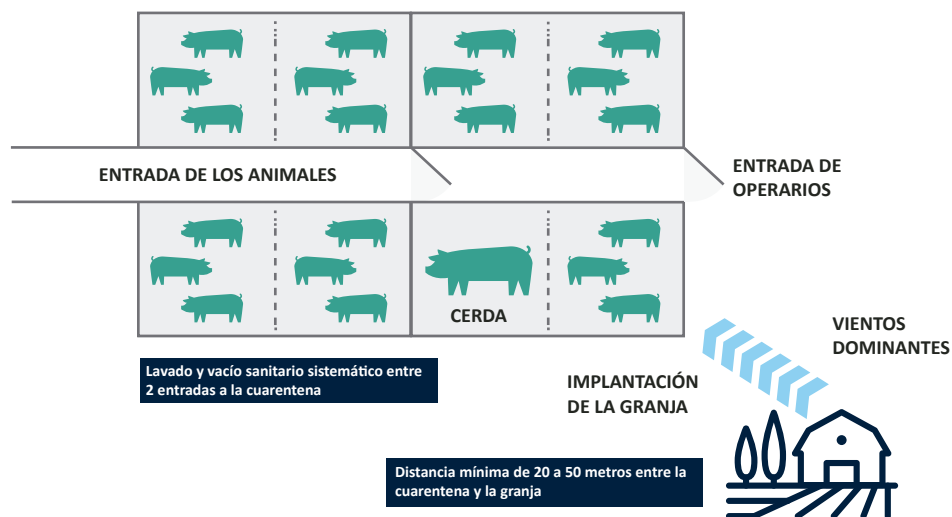 ENTRADA DE LOS ANIMALES
ENTRADA DE
OPERARIOS
CERDA
Lavado y vacío sanitario sistemático entre
2 entradas a la cuarentena
VIENTOS
DOMINANTES
IMPLANTACIÓN
DE LA GRANJA
Distancia mínima de 20 a 50 metros entre la
cuarentena y la granja